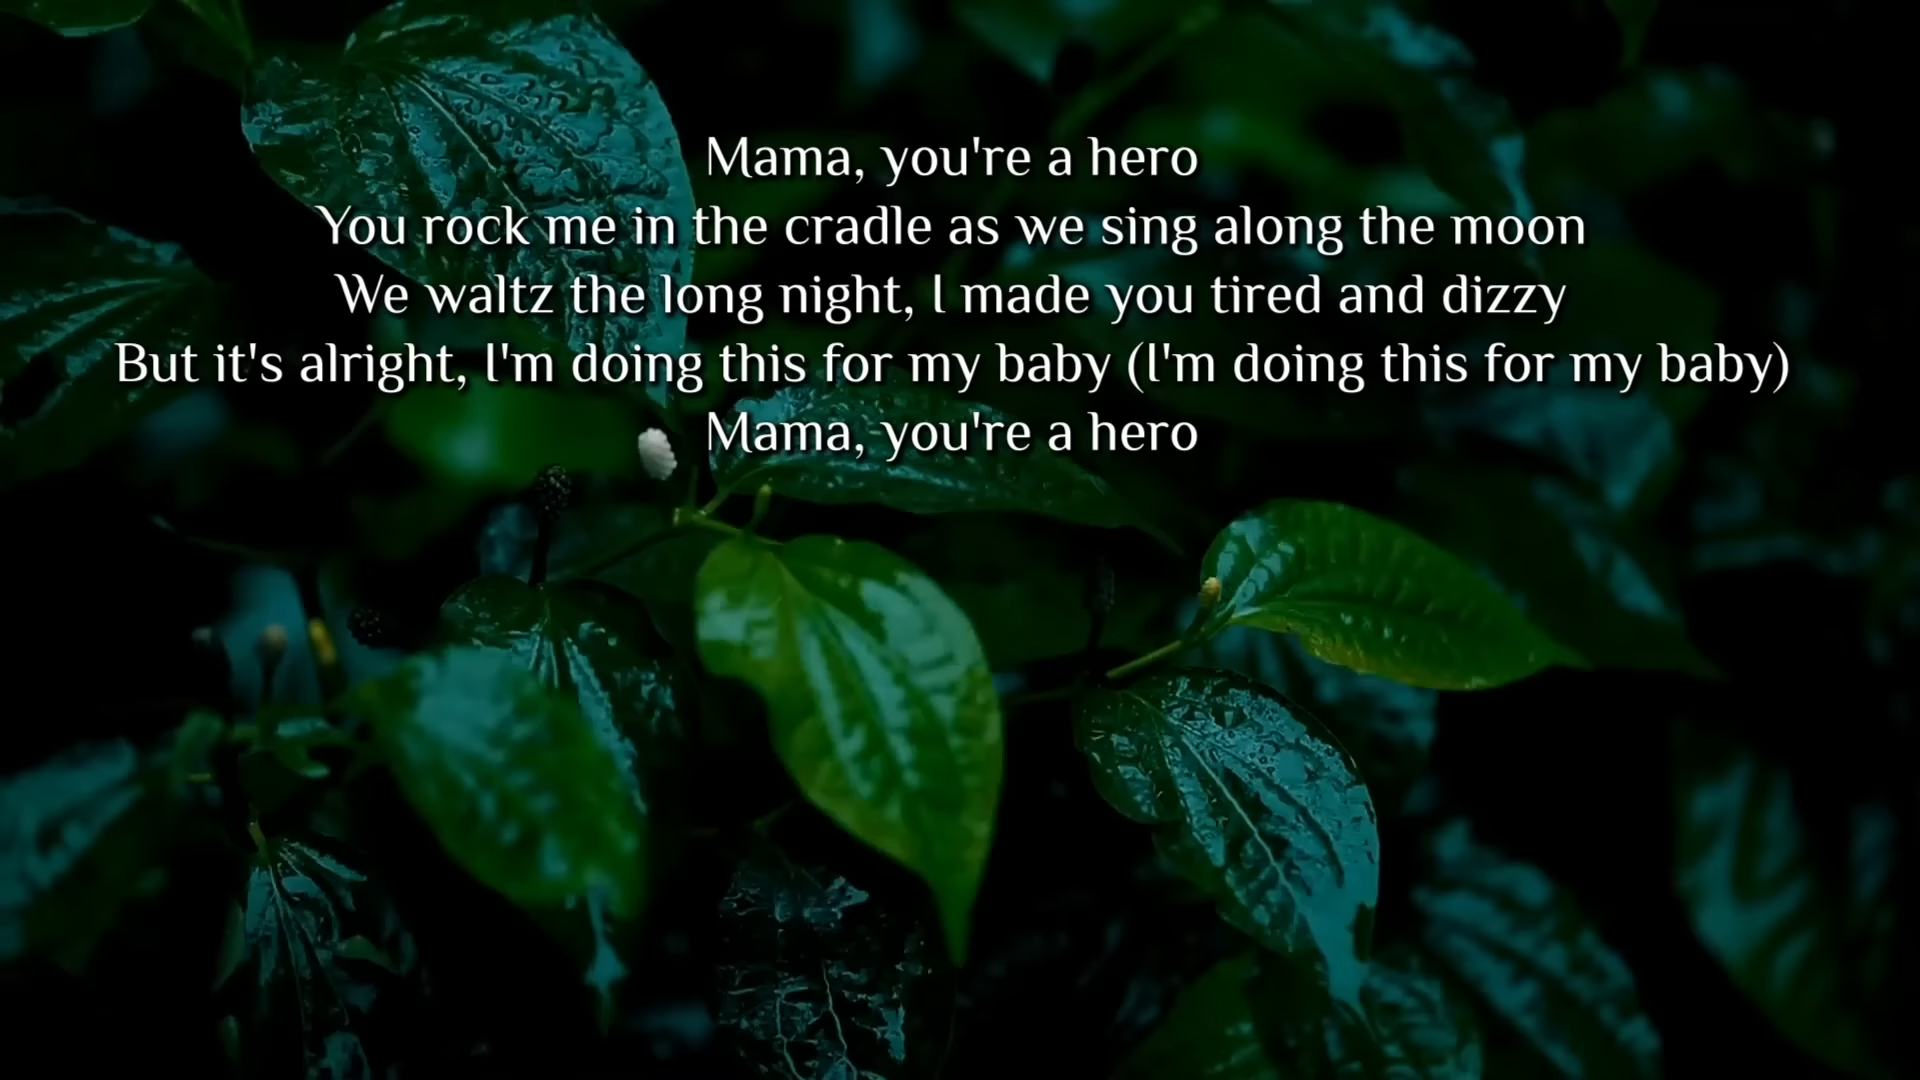 Mama, you're a hero
You rock me in the cradle as we sing along the moon
We waltz the long night, I made you tired and dizzy
But it's alright, I'm doing this for my baby (I'm doing this for my baby)
Mama, you're a hero